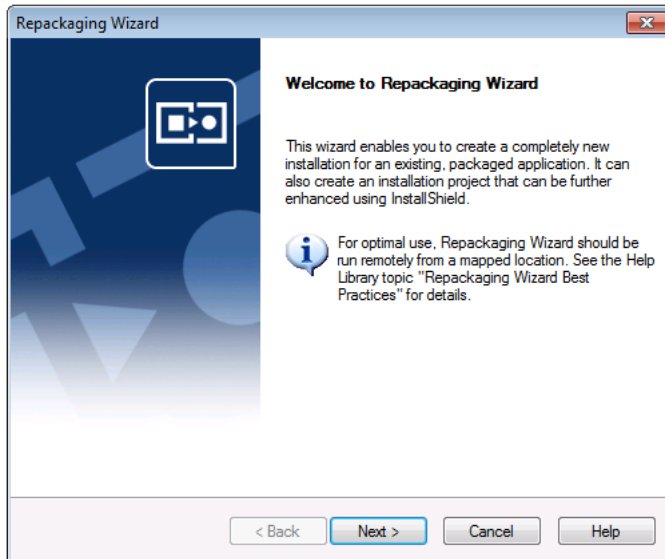 Repackaging Wizard
Welcome to Repackaging Wizard
This wizard enables you to create a completely new
installation for an existing, packaged application. It can
also create an installation project that can be further
enhanced using InstallShield.
For optimal use, Repackaging Wizard should be
run remotely from a mapped location. See the Help
Library topic "Repackaging Wizard Best
Practices" for details.
< Back
Next >
Cancel
Help